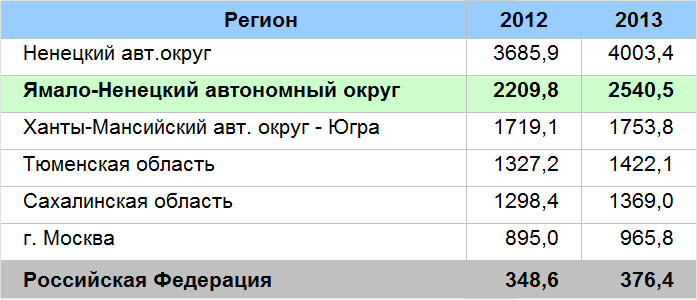 Регион 2012 2013
Ненецкий авт.округ 3685,9 4003,4
Ямало-Ненецкий автономный округ 2209,8 2540,5
Ханты-Мансийский авт. округ - Югра 1719,1 1753,8
Тюменская область 1327,2 1422,1
Сахалинская область 1298,4 1369,0
г. Москва 895,0 965,8
Российская Федерация 348,6 376,4